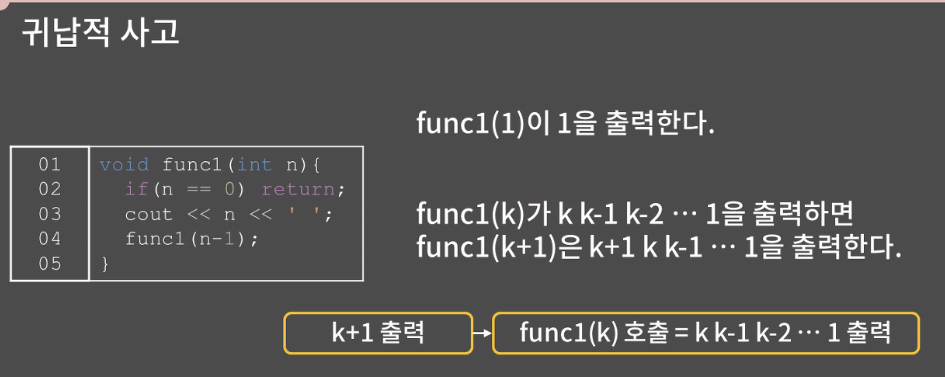 귀납적 사고
func1(1)이 1을 출력한다.
01 void func1(int n){
02 if(n == 0) return;
03 cout << n << ' ';
04 func1(n-1);
05 }
func1(k)가 k k-1 k-2 … 1을 출력하면
func1(k+1)은 k+1 k k-1 … 1을 출력한다.
k+1 출력
func1(k) 호출 = k k-1 k-2 … 1 출력